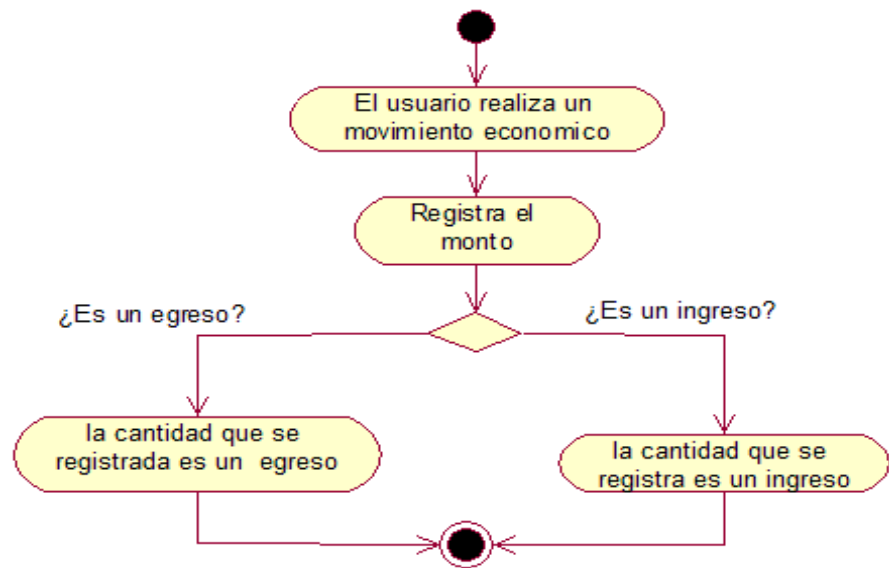 El usuario realiza un
movimiento economico
Registra el
monto
¿Es un egreso?
¿Es un ingreso?
la cantidad que se
registrada es un egreso
la cantidad que se
registra es un ingreso